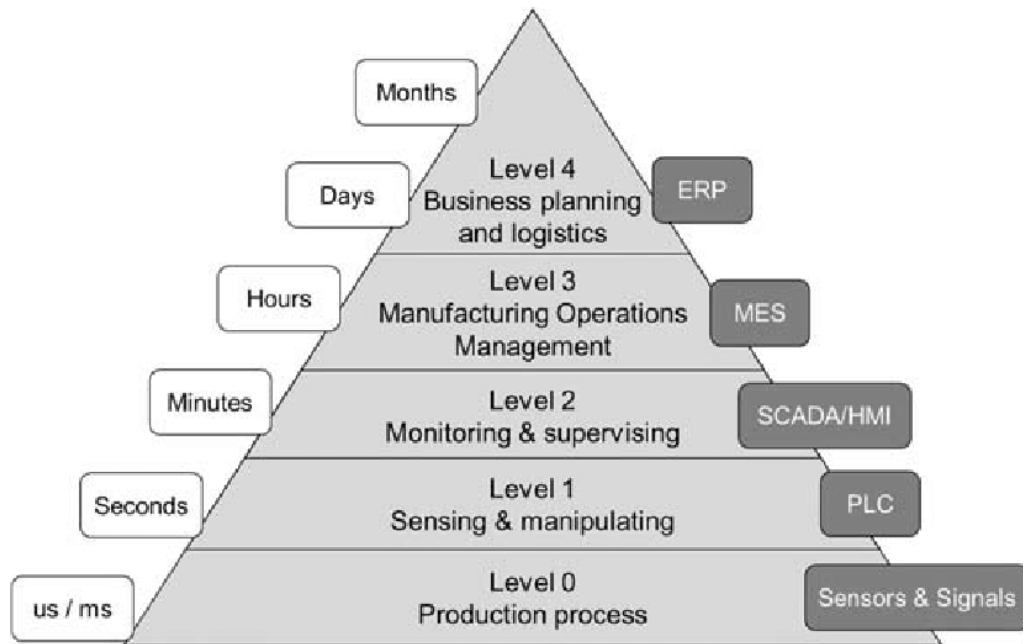 Months
Level 4
Days
Business planning
ERP
and logistics
Level 3
Hours
Manufacturing Operations
MES
Management
Level 2
Minutes
Monitoring & supervising
SCADA/HMI
Level 1
Seconds
Sensing & manipulating
PLC
Level 0
us / ms
Production process
Sensors & Signals